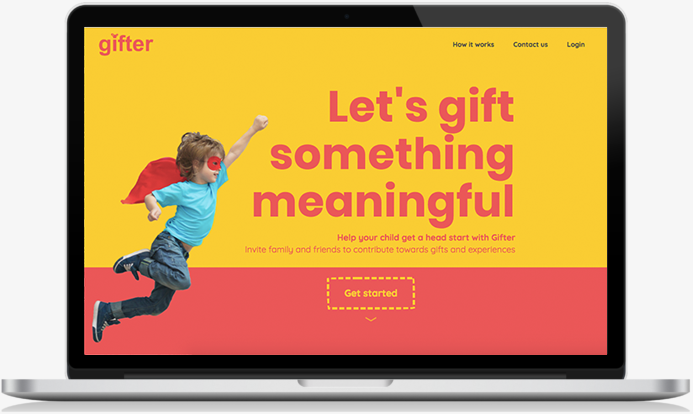 gifter
How it works
Contact us
Login
Let's gift
something
meaningful
Help your child get a head start with Gifter
Invite family and friends to contribute towards gifts and experiences
Get started